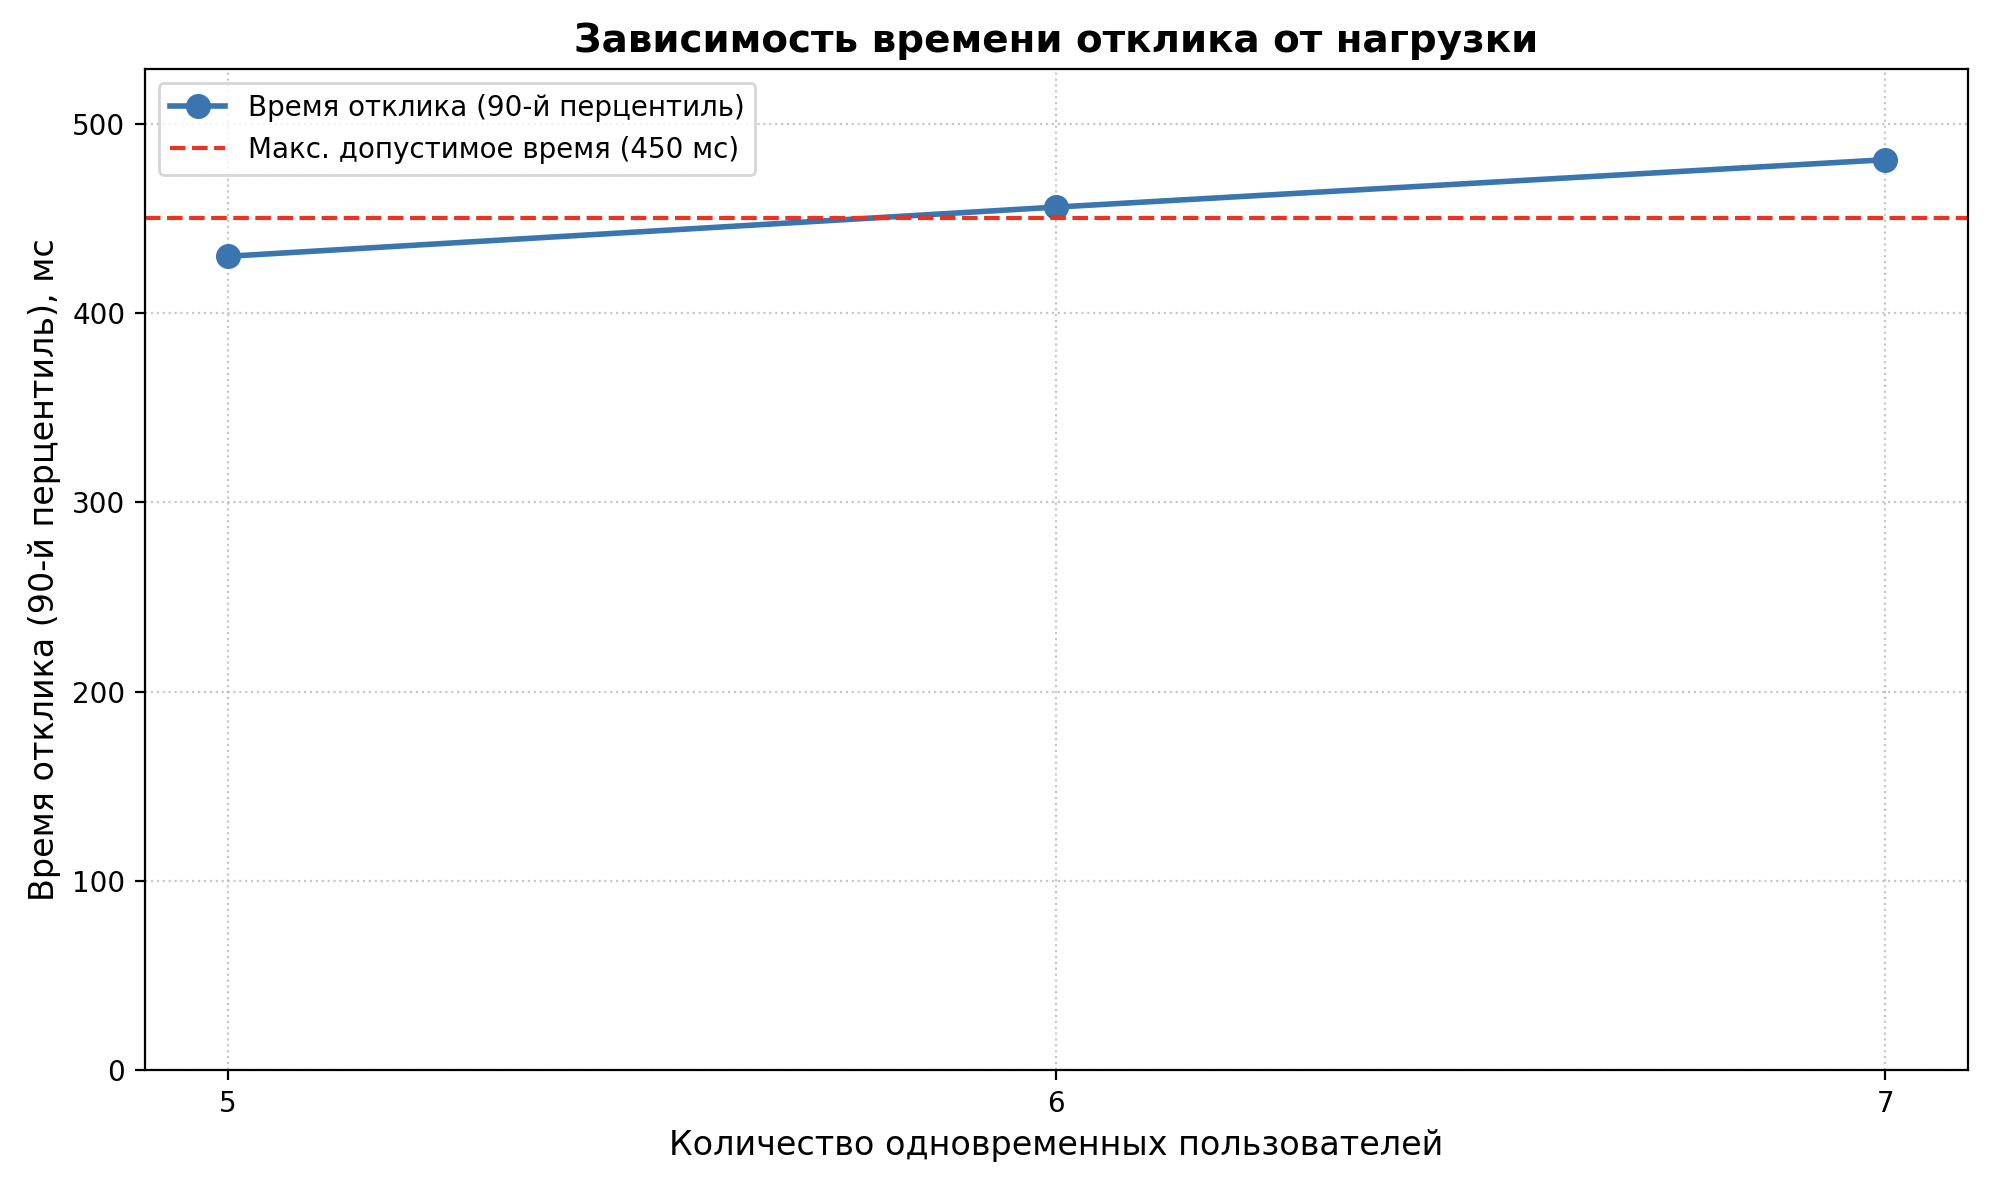 Зависимость времени отклика от нагрузки
Время отклика (90-й перцентиль)
Макс. допустимое время (450 мс)
Время отклика (90-й перцентиль), мс
500
400
300
200
100
0
5
6
7
Количество одновременных пользователей